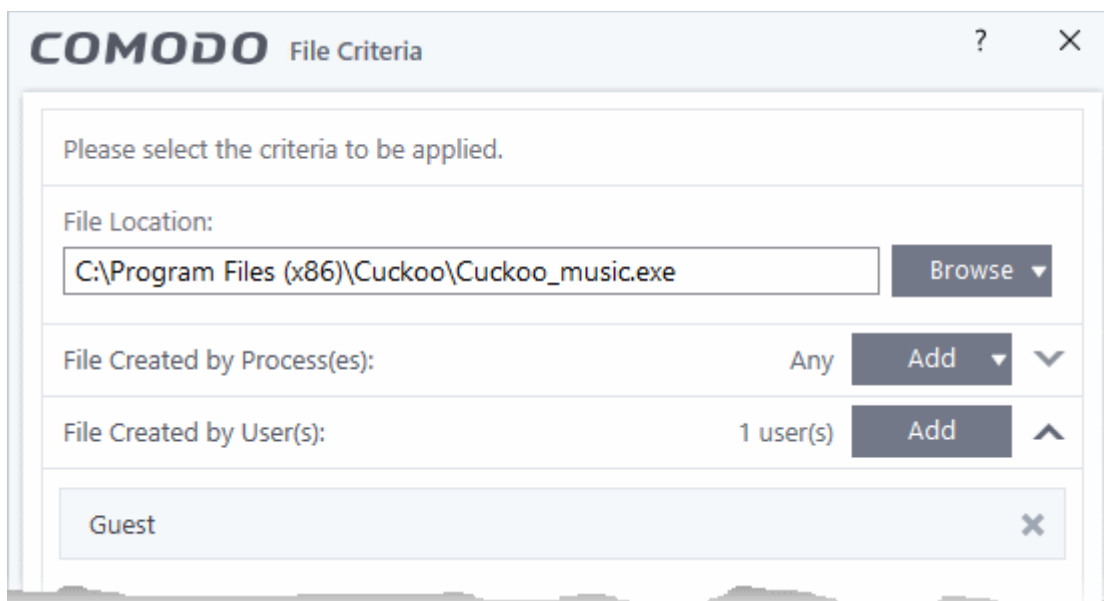 COMODO File Criteria ?
Please select the criteria to be applied.
File Location:
C:\Program Files (x86)\Cuckoo\Cuckoo_music.exe Browse
File Created by Process(es): Any Add
File Created by User(s): 1 user(s) Add
Guest